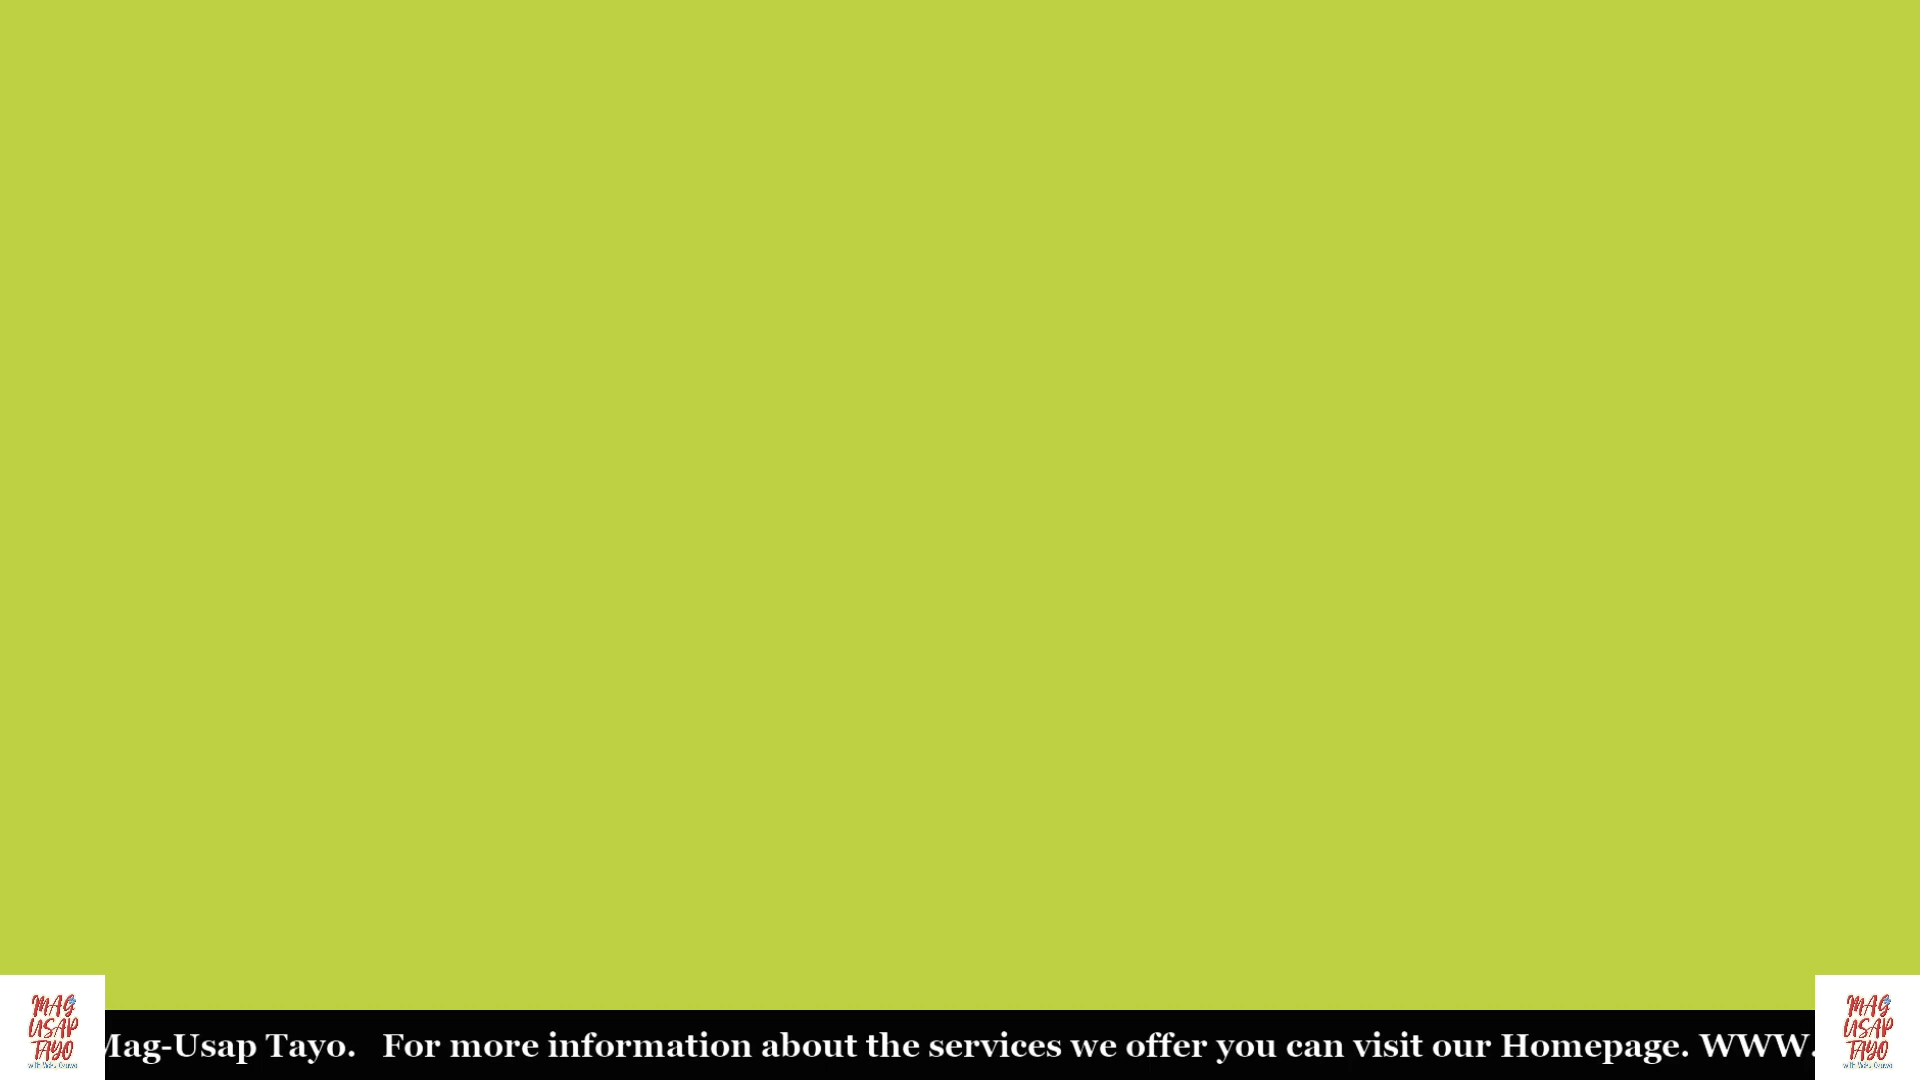 MAG
USAP
TAYO
Mag-Usap Tayo. For more information about the services we offer you can visit our Homepage. WWW.
MAG
USAP
TAYO